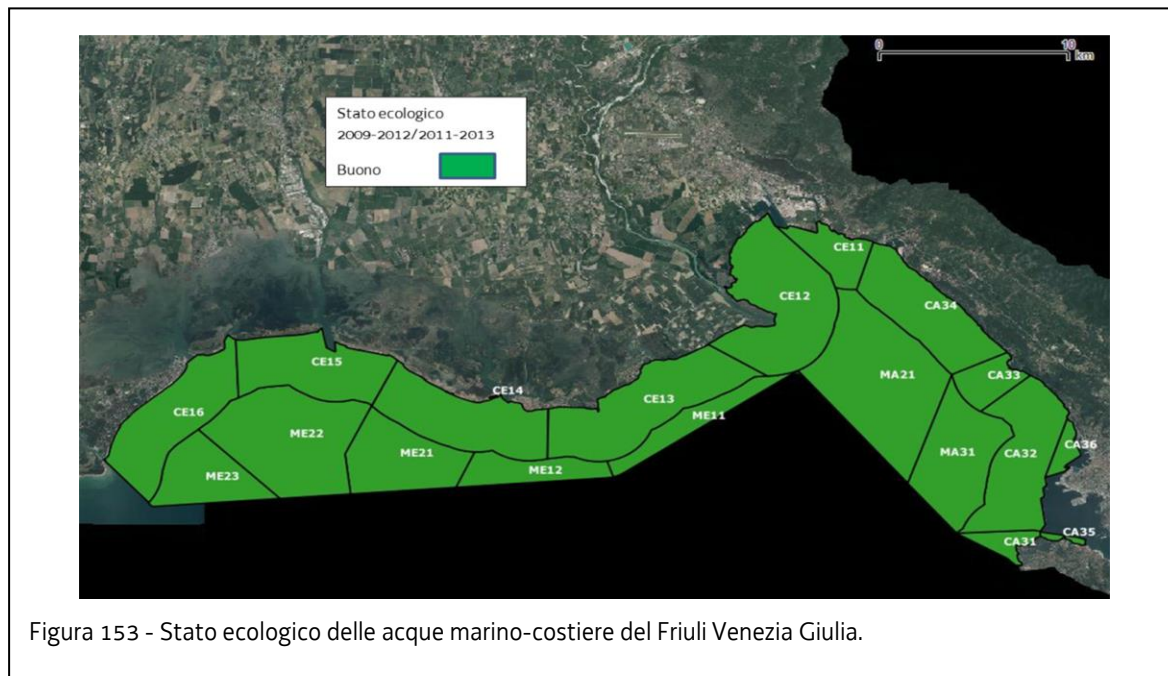 0 10
km
Stato ecologico
2009-2012/2011-2013
Buono
CE11
CE12
CA34
CE15
CE14
CE13
MA21
CA33
CE16
ME11
ME22
ME21
ME12
MA31
CA32
CA36
ME23
CA31
CA35
Figura 153 - Stato ecologico delle acque marino-costiere del Friuli Venezia Giulia.